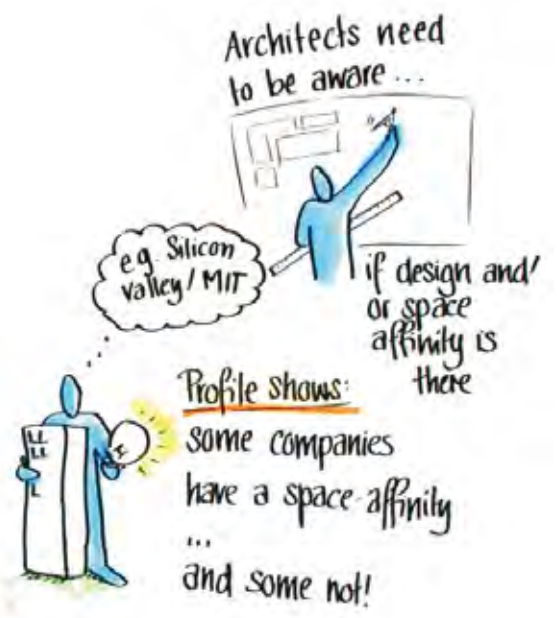 Architects need
to be aware...
if design and/
or space
affinity is
there
e.g. Silicon
Valley / MIT
Profile shows:
some companies
have a space-affinity
...
and some not!